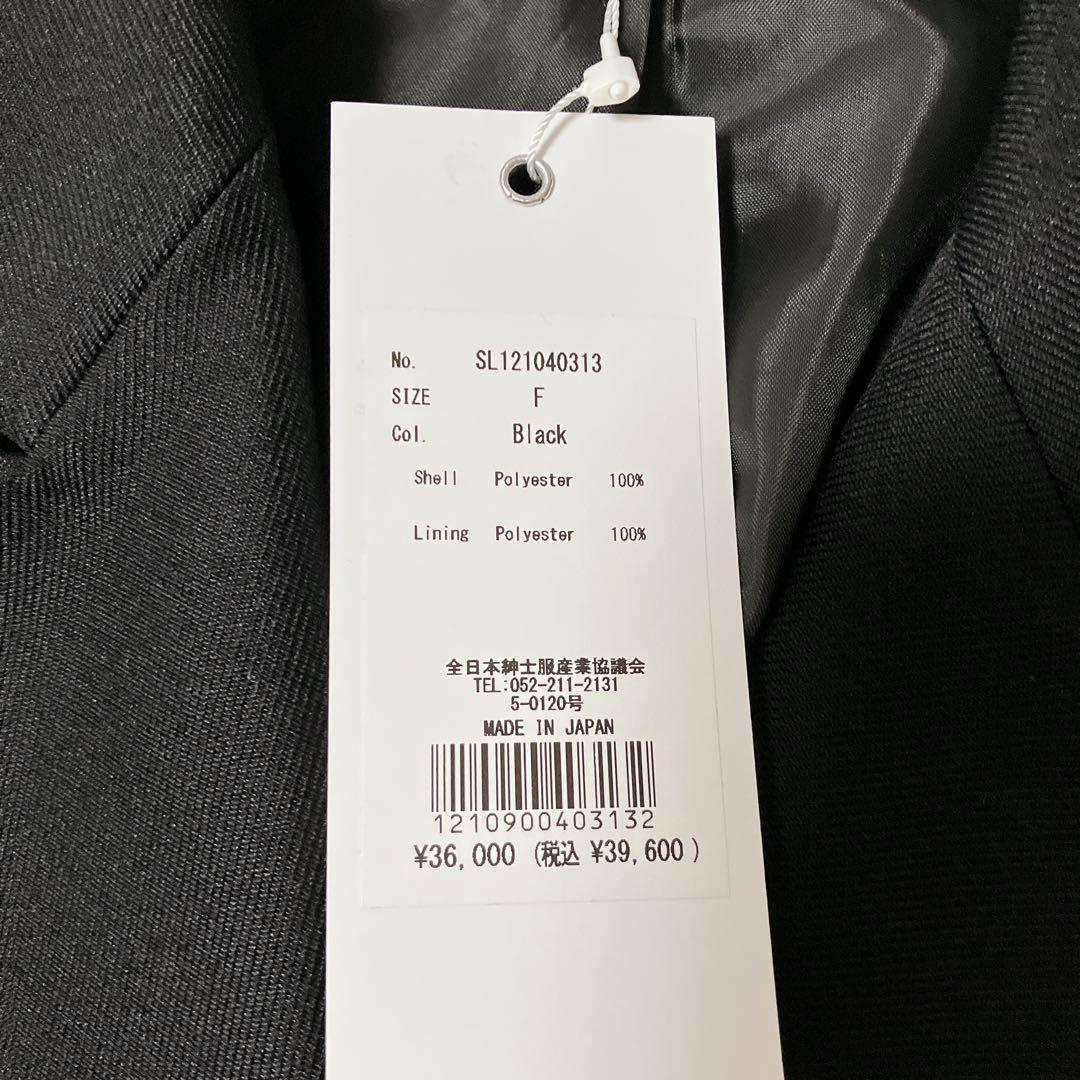 No. SL121040313
SIZE F
Col. Black
Shell Polyester 100%
Lining Polyester 100%
全日本紳士服産業協議会
TEL:052-211-2131
5-0120号
MADE IN JAPAN
1210900403132
¥36,000 (税込 ¥39,600 )